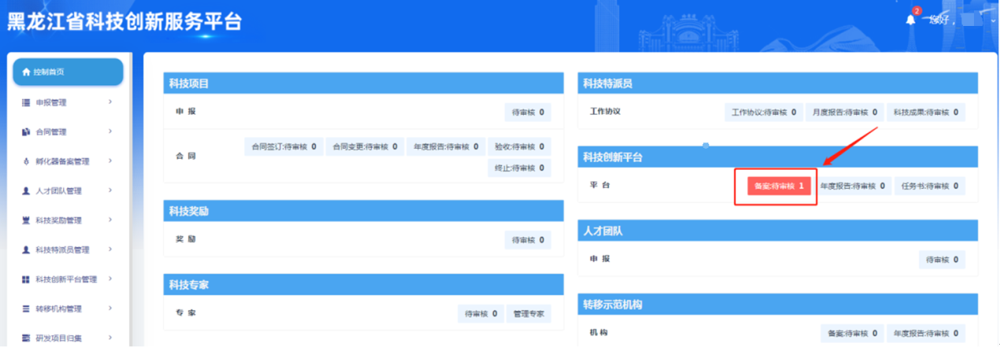 黑龙江省科技创新服务平台
2
您好，
控制首页
申报管理
合同管理
孵化器备案管理
人才团队管理
科技奖励管理
科技特派员管理
科技创新平台管理
转移机构管理
研发项目归集
科技项目
申 报 待审核 0
合 同 合同签订:待审核 0 合同变更:待审核 0 年度报告:待审核 0 验收:待审核 0
终止:待审核 0
科技奖励
奖 励 待审核 0
科技专家
专 家 待审核 0 管理专家
科技特派员
工作协议 工作协议:待审核 0 月度报告:待审核 0 科技成果:待审核 0
科技创新平台
平 台 备案:待审核 1 年度报告:待审核 0 任务书:待审核 0
人才团队
申 报 待审核 0
转移示范机构
机 构 备案:待审核 0 年度报告:待审核 0